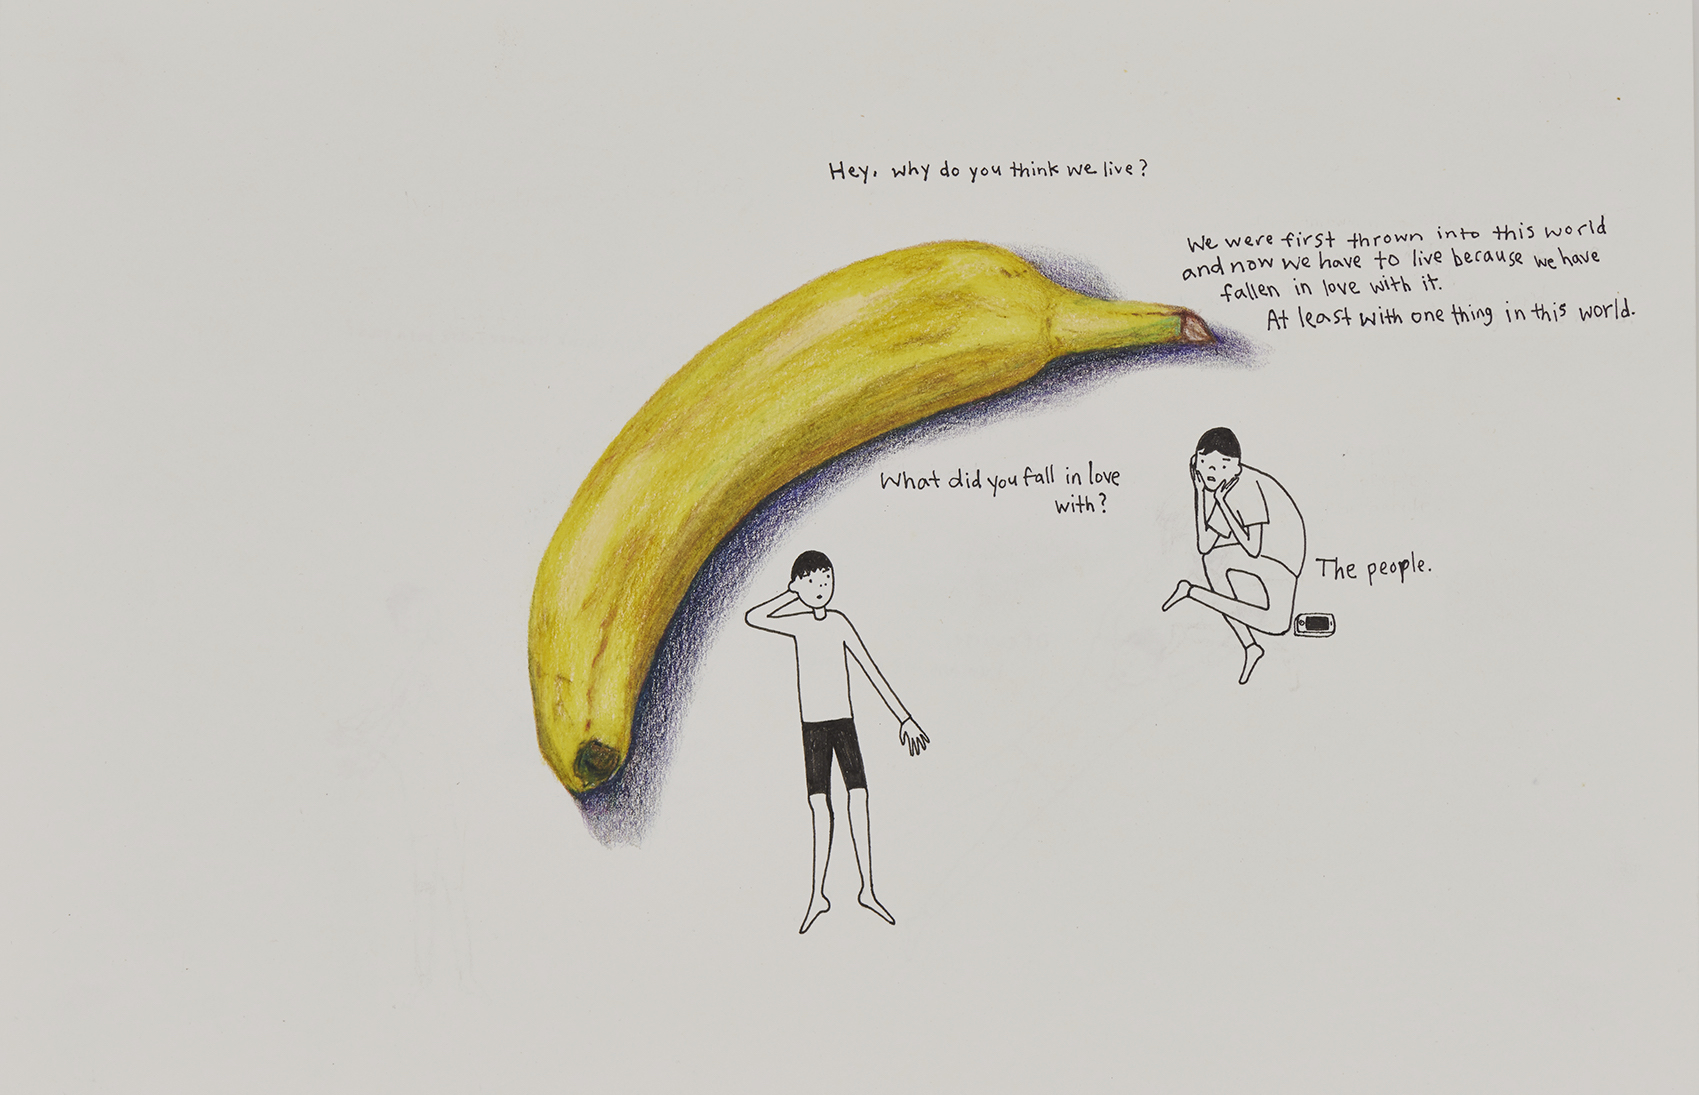 Hey, why do you think we live?
We were first thrown into this world
and now we have to live because we have
fallen in love with it.
At least with one thing in this world.
What did you fall in love
with?
The people.